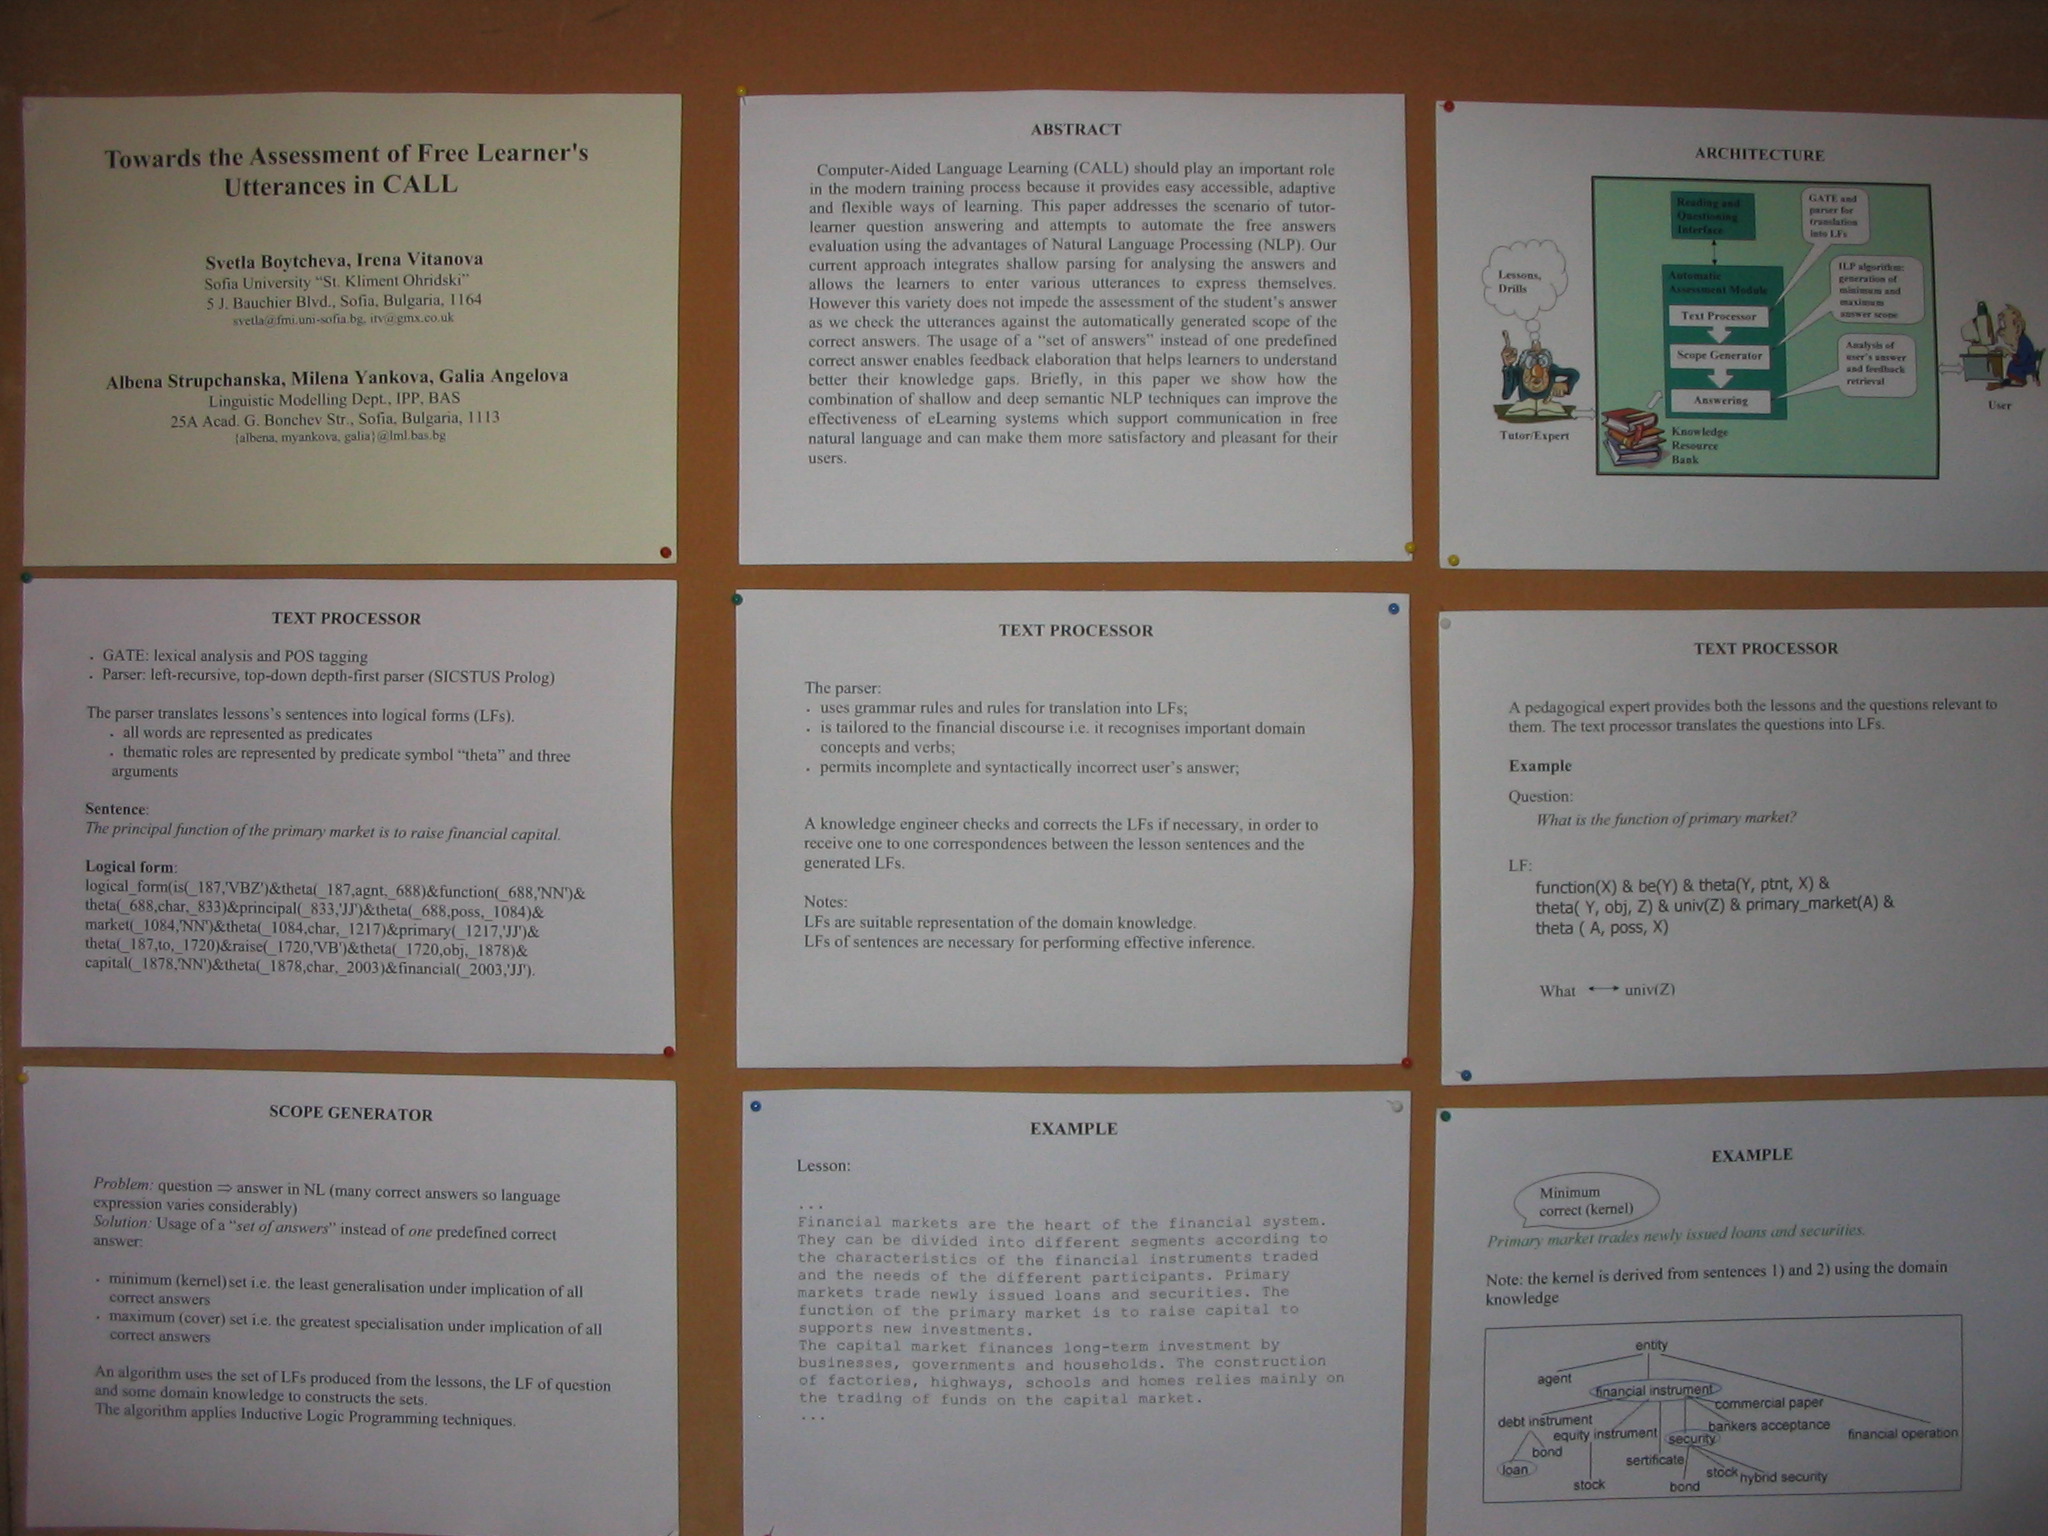 Towards the Assessment of Free Learner's
Utterances in CALL
Svetla Boytcheva, Irena Vitanova
Sofia University “St. Kliment Ohridski”
5 J. Bauchier Blvd., Sofia, Bulgaria, 1164
svetla@fmi.uni-sofia.bg, itv@gmx.co.uk
Albena Strupchanska, Milena Yankova, Galia Angelova
Linguistic Modelling Dept., IPP, BAS
25A Acad. G. Bonchev Str., Sofia, Bulgaria, 1113
{albena, myankova, galia}@lml.bas.bg
ABSTRACT
Computer-Aided Language Learning (CALL) should play an important role
in the modern training process because it provides easy accessible, adaptive
and flexible ways of learning. This paper addresses the scenario of tutor-
learner question answering and attempts to automate the free answers
evaluation using the advantages of Natural Language Processing (NLP). Our
current approach integrates shallow parsing for analysing the answers and
allows the learners to enter various utterances to express themselves.
However this variety does not impede the assessment of the student's answer
as we check the utterances against the automatically generated scope of the
correct answers. The usage of a “set of answers” instead of one predefined
correct answer enables feedback elaboration that helps learners to understand
better their knowledge gaps. Briefly, in this paper we show how the
combination of shallow and deep semantic NLP techniques can improve the
effectiveness of eLearning systems which support communication in free
natural language and can make them more satisfactory and pleasant for their
users.
ARCHITECTURE
Lessons,
Drills
Tutor/Expert
Reading and
Questioning
Interface
Automatic
Assessment Module
Text Processor
Scope Generator
Answering
Knowledge
Resource
Bank
GATE and
parser for
translation
into LFs
ILP algorithm:
generation of
minimum and
maximum
answer scope
Analysis of
user's answer
and feedback
retrieval
User
TEXT PROCESSOR
• GATE: lexical analysis and POS tagging
• Parser: left-recursive, top-down depth-first parser (SICSTUS Prolog)
The parser translates lessons's sentences into logical forms (LFs).
• all words are represented as predicates
• thematic roles are represented by predicate symbol “theta” and three
arguments
Sentence:
The principal function of the primary market is to raise financial capital.
Logical form:
logical_form(is(_187,'VBZ')&theta(_187,agnt,_688)&function(_688,'NN')&
theta(_688,char,_833)&principal(_833,'JJ')&theta(_688,poss,_1084)&
market(_1084,'NN')&theta(_1084,char,_1217)&primary(_1217,'JJ')&
theta(_187,to,_1720)&raise(_1720,'VB')&theta(_1720,obj,_1878)&
capital(_1878,'NN')&theta(_1878,char,_2003)&financial(_2003,'JJ').
TEXT PROCESSOR
The parser:
• uses grammar rules and rules for translation into LFs;
• is tailored to the financial discourse i.e. it recognises important domain
concepts and verbs;
• permits incomplete and syntactically incorrect user's answer;
A knowledge engineer checks and corrects the LFs if necessary, in order to
receive one to one correspondences between the lesson sentences and the
generated LFs.
Notes:
LFs are suitable representation of the domain knowledge.
LFs of sentences are necessary for performing effective inference.
TEXT PROCESSOR
A pedagogical expert provides both the lessons and the questions relevant to
them. The text processor translates the questions into LFs.
Example
Question:
What is the function of primary market?
LF:
function(X) & be(Y) & theta(Y, ptnt, X) &
theta( Y, obj, Z) & univ(Z) & primary_market(A) &
theta ( A, poss, X)
What ⟷ univ(Z)
SCOPE GENERATOR
Problem: question ⇒ answer in NL (many correct answers so language
expression varies considerably)
Solution: Usage of a “set of answers” instead of one predefined correct
answer:
• minimum (kernel) set i.e. the least generalisation under implication of all
correct answers
• maximum (cover) set i.e. the greatest specialisation under implication of all
correct answers
An algorithm uses the set of LFs produced from the lessons, the LF of question
and some domain knowledge to constructs the sets.
The algorithm applies Inductive Logic Programming techniques.
EXAMPLE
Lesson:
...
Financial markets are the heart of the financial system.
They can be divided into different segments according to
the characteristics of the financial instruments traded
and the needs of the different participants. Primary
markets trade newly issued loans and securities. The
function of the primary market is to raise capital to
supports new investments.
The capital market finances long-term investment by
businesses, governments and households. The construction
of factories, highways, schools and homes relies mainly on
the trading of funds on the capital market.
...
EXAMPLE
Minimum
correct (kernel)
Primary market trades newly issued loans and securities.
Note: the kernel is derived from sentences 1) and 2) using the domain
knowledge
entity
agent
financial instrument
commercial paper
debt instrument
bankers acceptance
equity instrument
security
financial operation
bond
sertificate
loan
stock
hybrid security
stock
bond